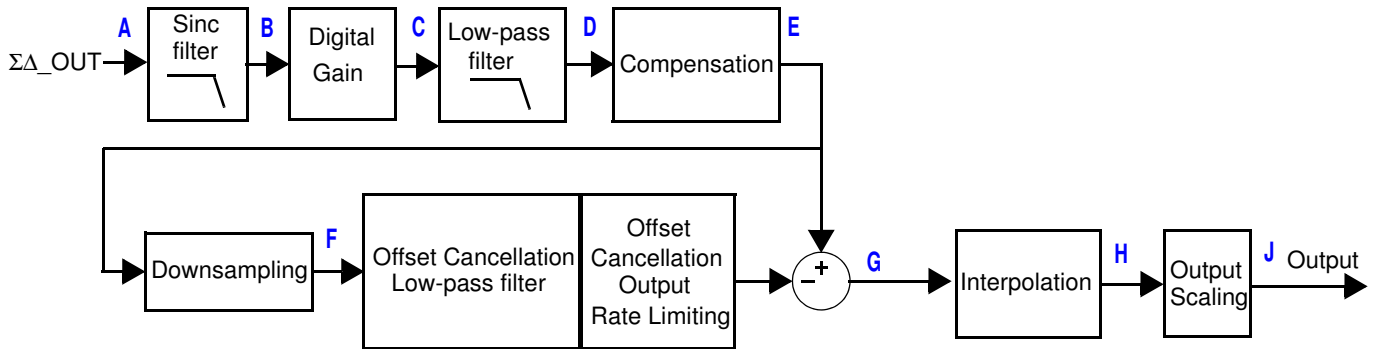 A
B
C
D
E
ΣΔ_OUT
Sinc
filter
Digital
Gain
Low-pass
filter
Compensation
F
Downsampling
Offset Cancellation
Low-pass filter
Offset
Cancellation
Output
Rate Limiting
+
−
G
Interpolation
H
Output
Scaling
J
Output